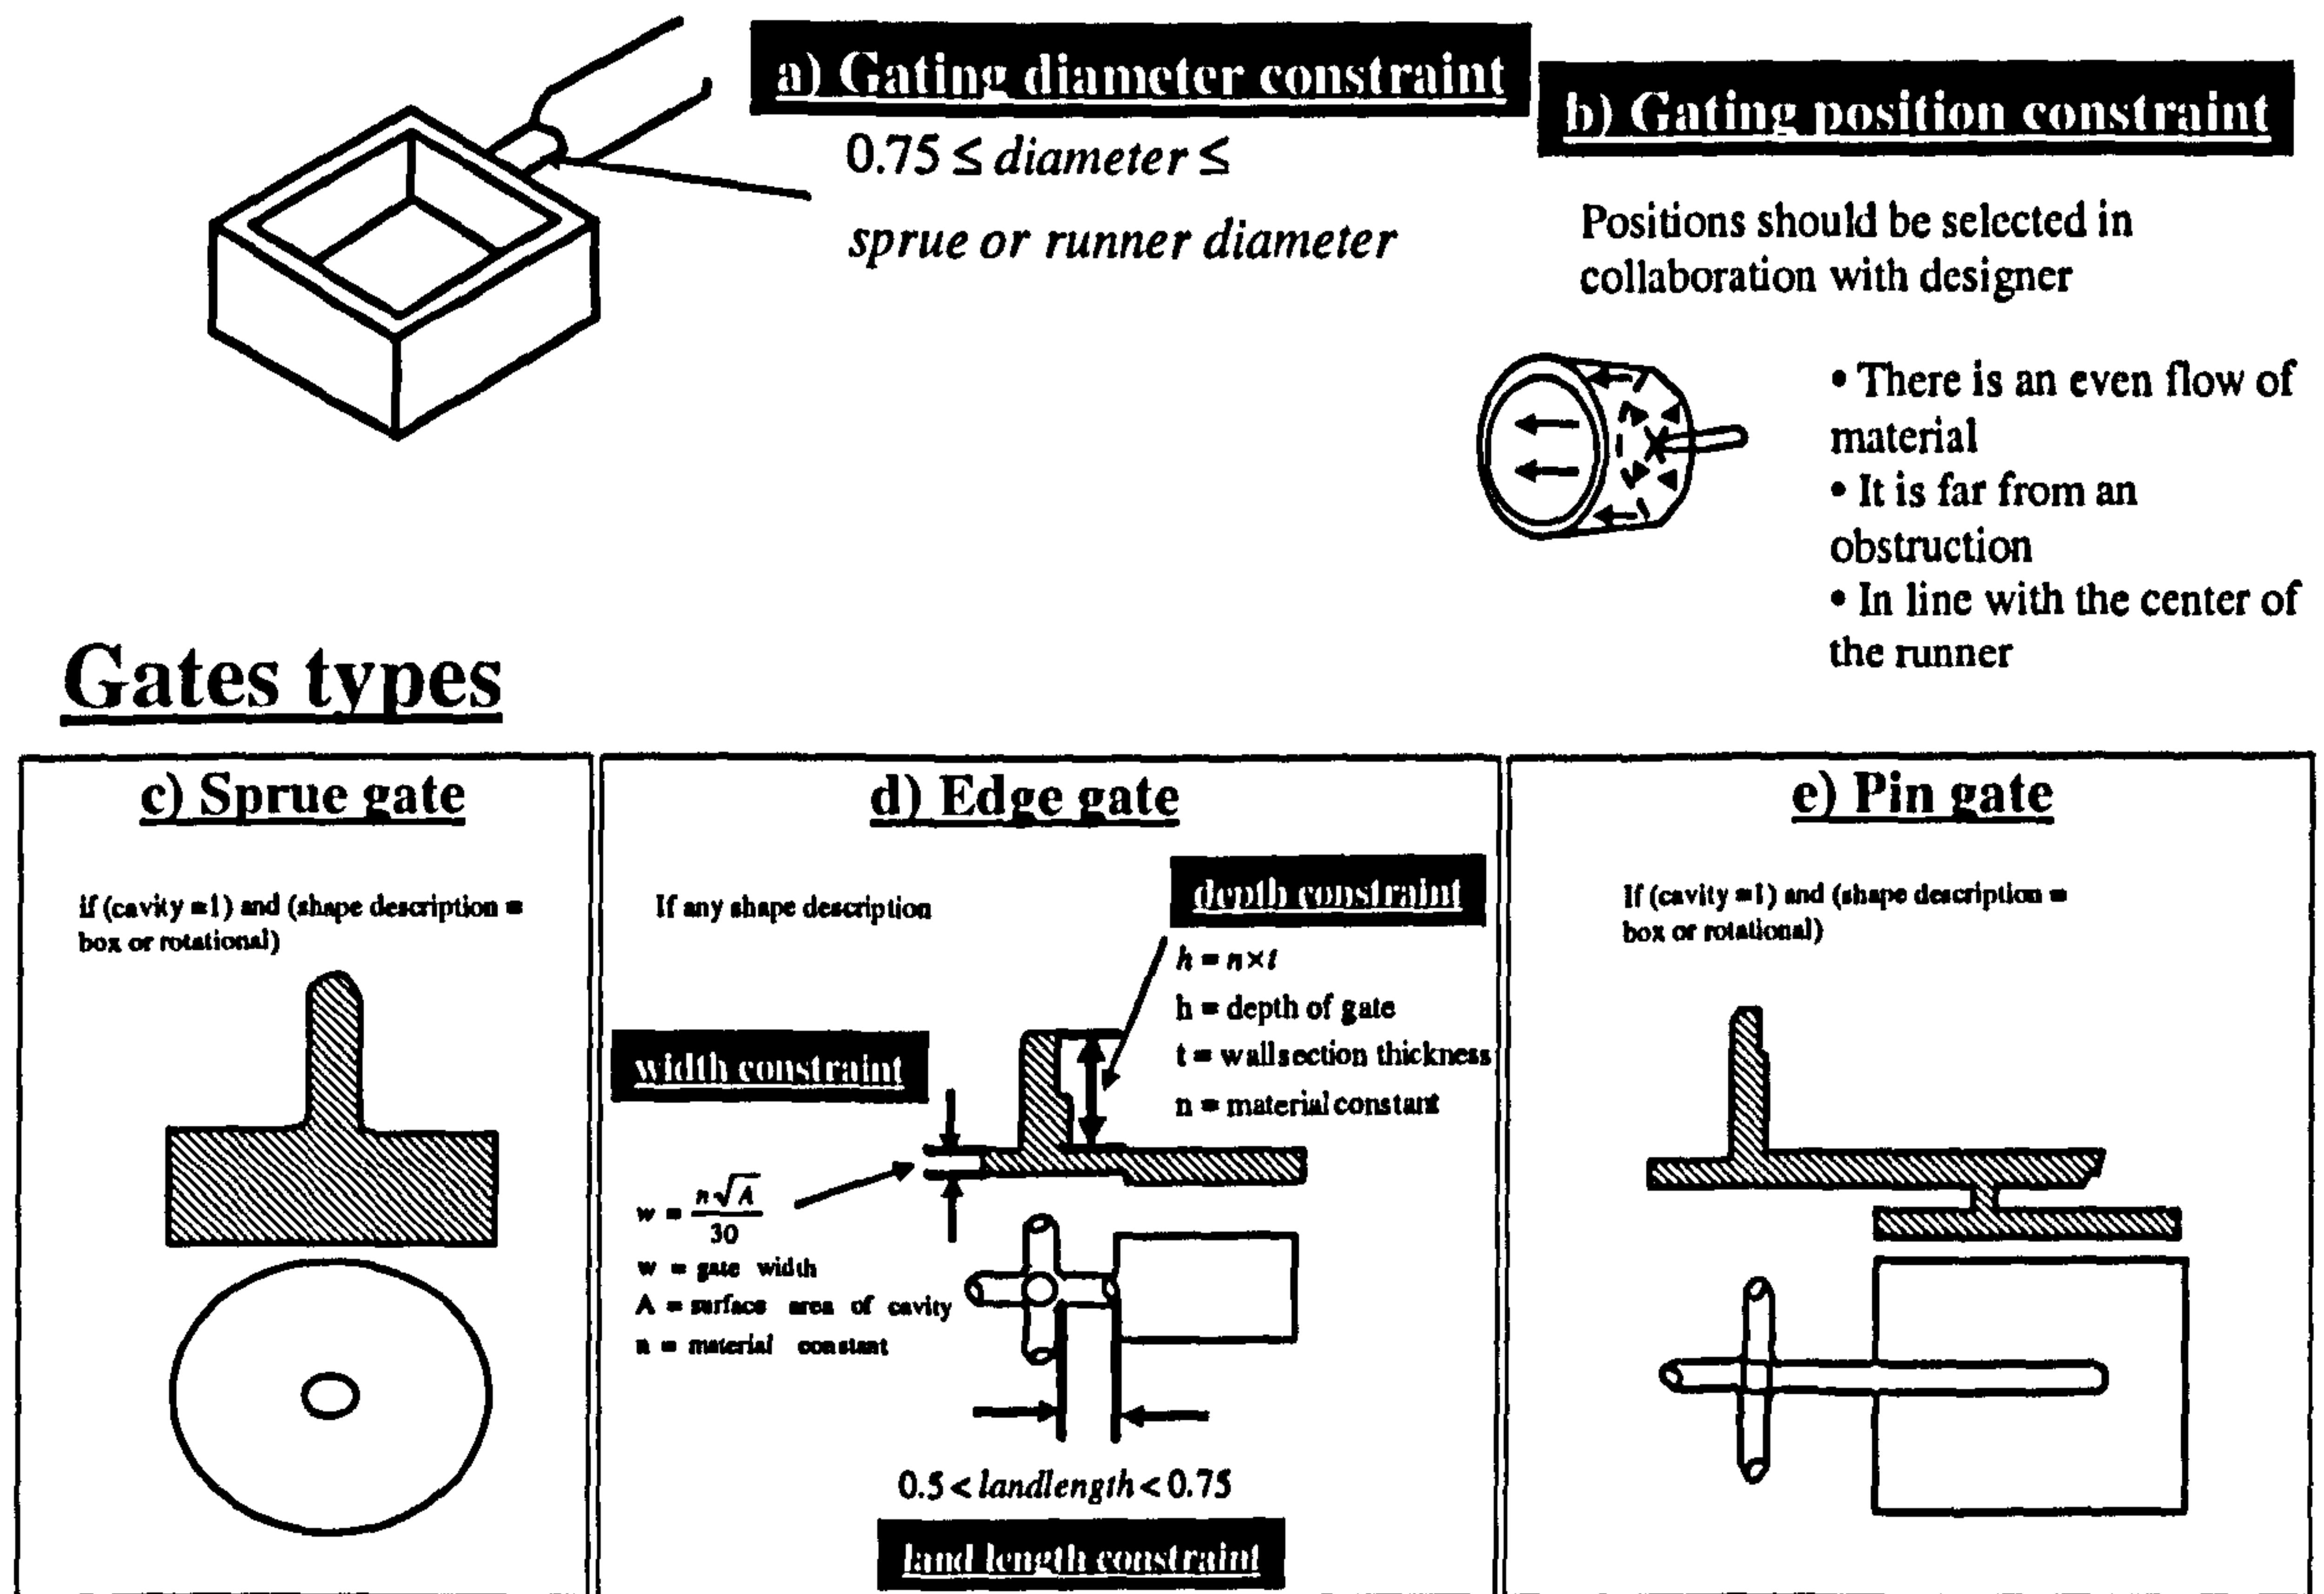 a) Gating diameter constraint
0.75 ≤ diameter ≤
sprue or runner diameter
b) Gating position constraint
Positions should be selected in
collaboration with designer
• There is an even flow of
material
• It is far from an
obstruction
• In line with the center of
the runner
Gates types
c) Sprue gate
if (cavity =1) and (shape description =
box or rotational)
d) Edge gate
If any shape description
depth constraint
h = n×t
h = depth of gate
t = wallsection thickness
n = material constant
width constraint
w = n√A / 30
w = gate width
A = surface area of cavity
n = material constant
0.5 < landlength < 0.75
land length constraint
e) Pin gate
If (cavity =1) and (shape description =
box or rotational)